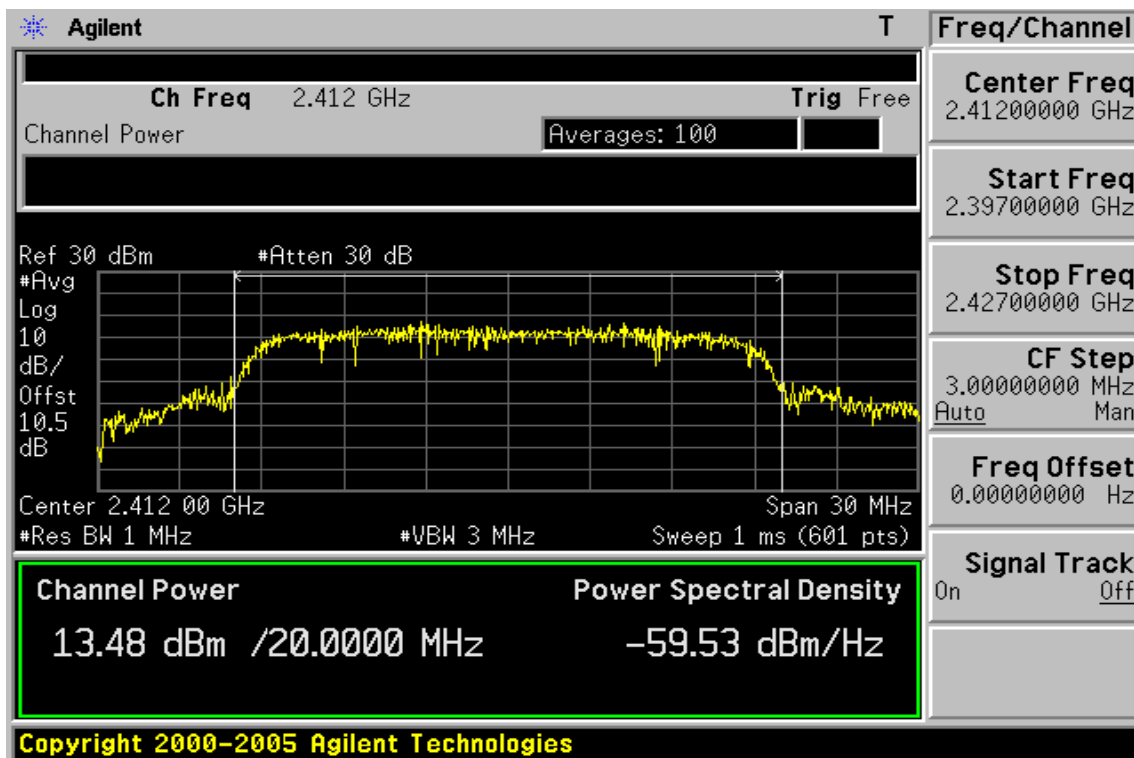 Agilent T
Ch Freq 2.412 GHz Trig Free
Channel Power Averages: 100
Ref 30 dBm #Atten 30 dB
#Avg
Log
10
dB/
Offst
10.5
dB
Center 2.412 00 GHz Span 30 MHz
#Res BW 1 MHz #VBW 3 MHz Sweep 1 ms (601 pts)
Channel Power Power Spectral Density
13.48 dBm /20.0000 MHz -59.53 dBm/Hz
Copyright 2000-2005 Agilent Technologies
Freq/Channel
Center Freq
2.41200000 GHz
Start Freq
2.39700000 GHz
Stop Freq
2.42700000 GHz
CF Step
3.00000000 MHz
Auto Man
Freq Offset
0.00000000 Hz
Signal Track
On Off